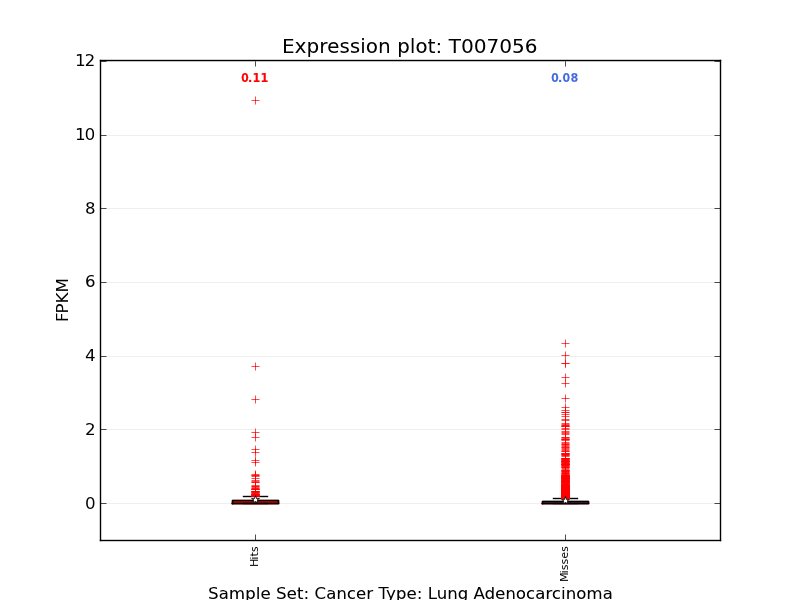 Expression plot: T007056
12
0.11
0.08
10
8
6
FPKM
4
2
0
Hits
Misses
Sample Set: Cancer Type: Lung Adenocarcinoma